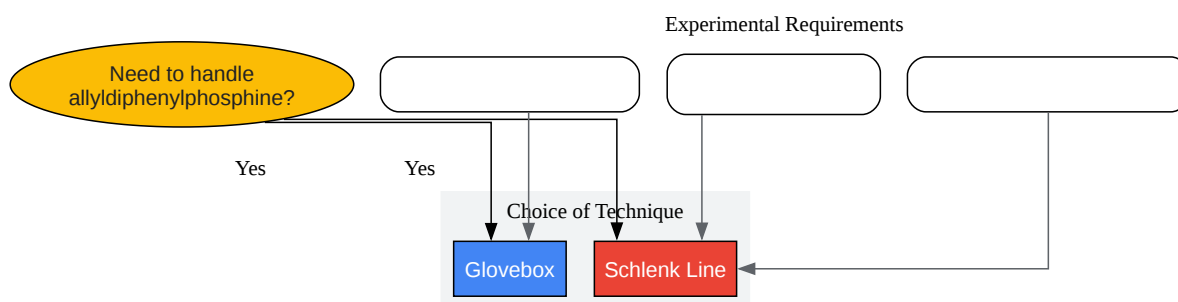 Experimental Requirements
Need to handle
allyldiphenylphosphine?
Yes
Yes
Choice of Technique
Glovebox
Schlenk Line